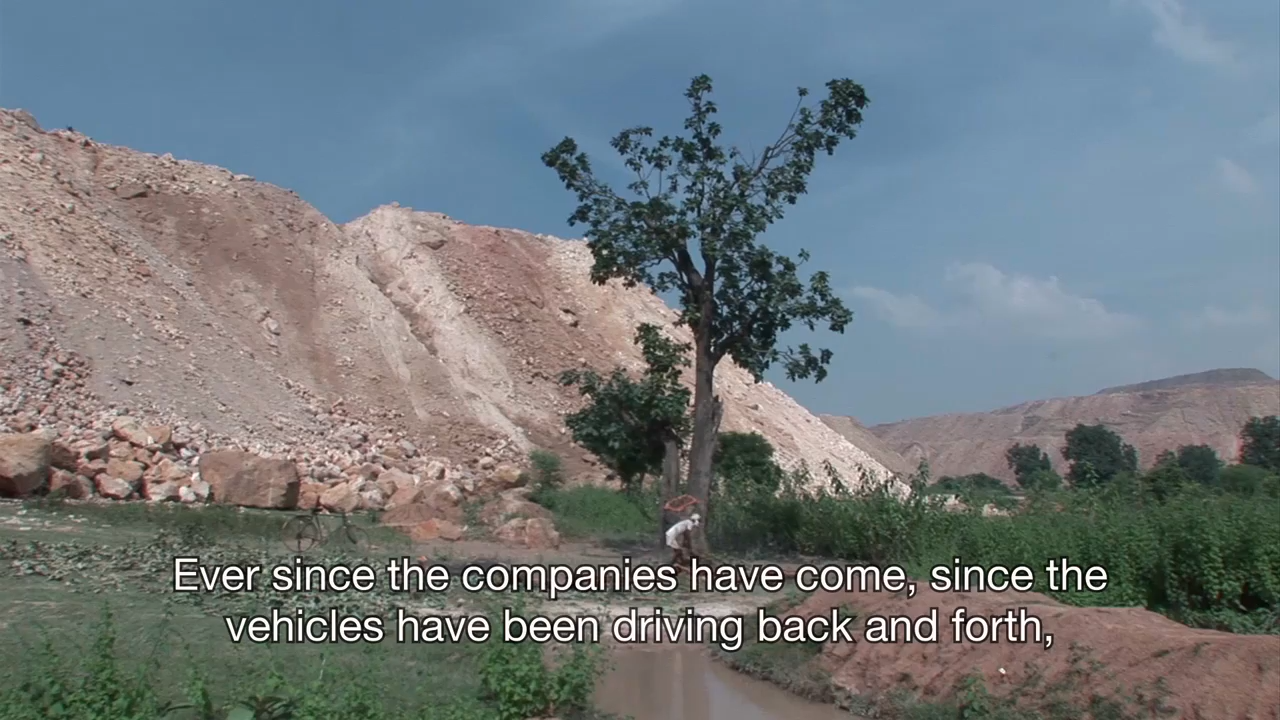 Ever since the companies have come, since the
vehicles have been driving back and forth,